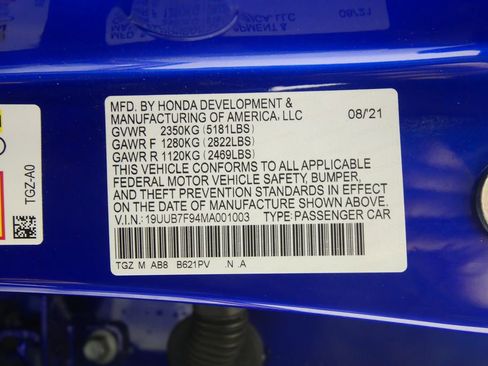 MFD. BY HONDA DEVELOPMENT &
MANUFACTURING OF AMERICA, LLC 08/'21
GVWR 2350KG (5181LBS)
GAWR F 1280KG (2822LBS)
GAWR R 1120KG (2469LBS)
THIS VEHICLE CONFORMS TO ALL APPLICABLE
FEDERAL MOTOR VEHICLE SAFETY, BUMPER,
AND THEFT PREVENTION STANDARDS IN EFFECT
ON THE DATE OF MANUFACTURE SHOWN ABOVE.
V.I.N.: 19UUB7F94MA001003 TYPE: PASSENGER CAR
TGZ M AB8 B621PV .N .A
TGZ-A0